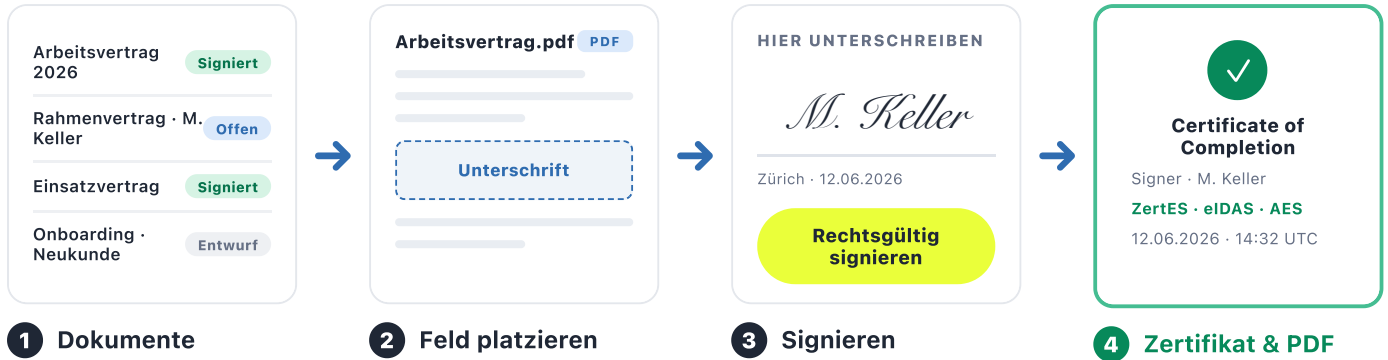 Arbeitsvertrag
2026
Signiert
Rahmenvertrag · M.
Keller
Offen
Einsatzvertrag
Signiert
Onboarding ·
Neukunde
Entwurf
1 Dokumente
Arbeitsvertrag.pdf
PDF
Unterschrift
2 Feld platzieren
HIER UNTERSCHREIBEN
M. Keller
Zürich · 12.06.2026
Rechtsgültig
signieren
3 Signieren
Certificate of
Completion
Signer · M. Keller
ZertES · eIDAS · AES
12.06.2026 · 14:32 UTC
4 Zertifikat & PDF